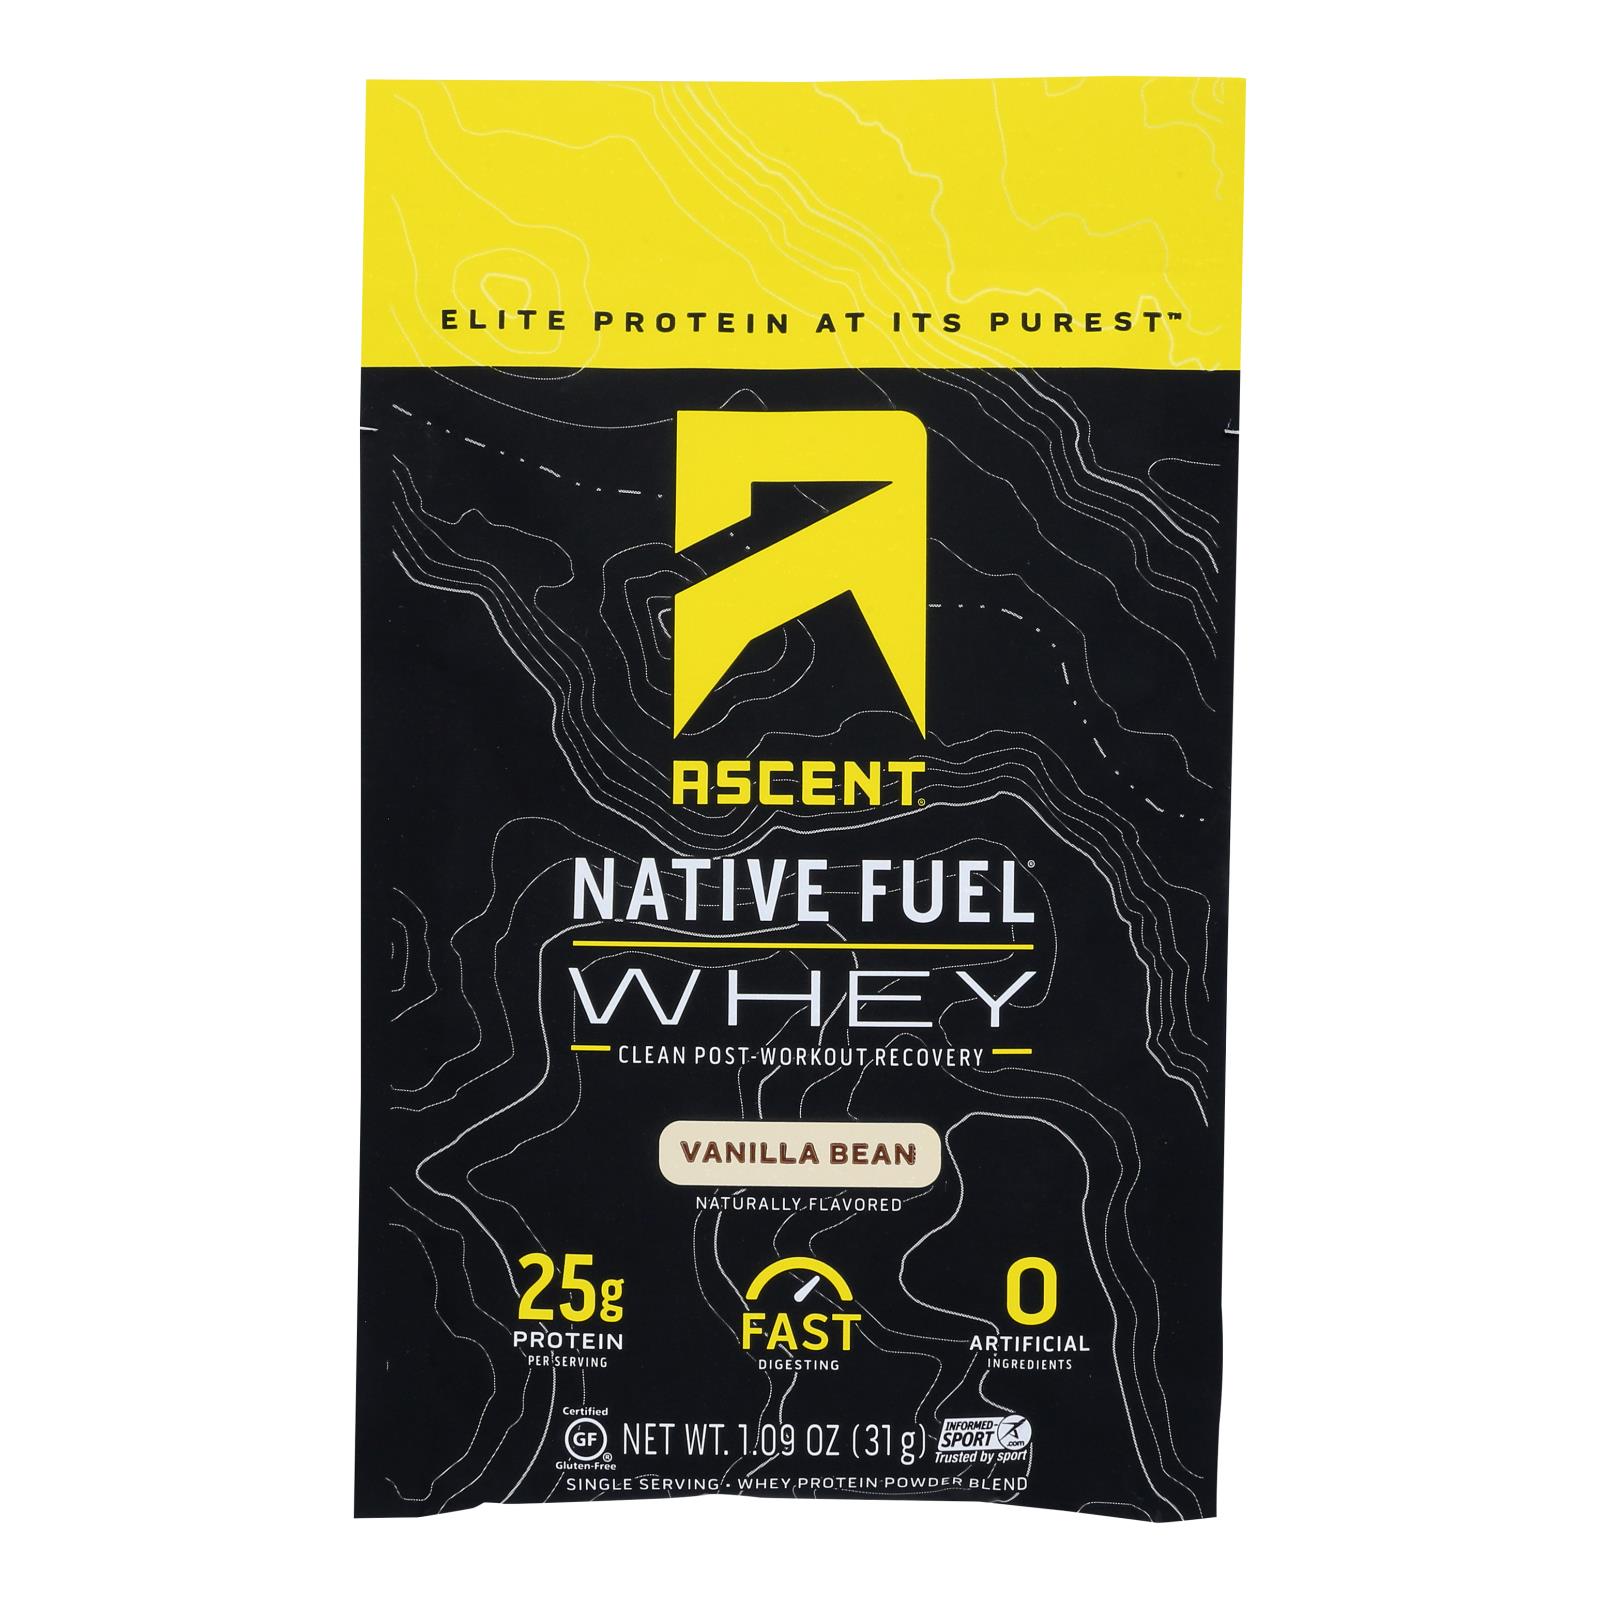 ELITE PROTEIN AT ITS PUREST™
ASCENT®
NATIVE FUEL®
WHEY
CLEAN POST-WORKOUT RECOVERY
VANILLA BEAN
NATURALLY FLAVORED
25g
PROTEIN
PER SERVING
FAST
DIGESTING
0
ARTIFICIAL
INGREDIENTS
Certified
GF®
Gluten-Free
NET WT. 1.09 OZ (31 g)
INFORMED-
SPORT
.com
Trusted by sport
SINGLE SERVING • WHEY PROTEIN POWDER BLEND